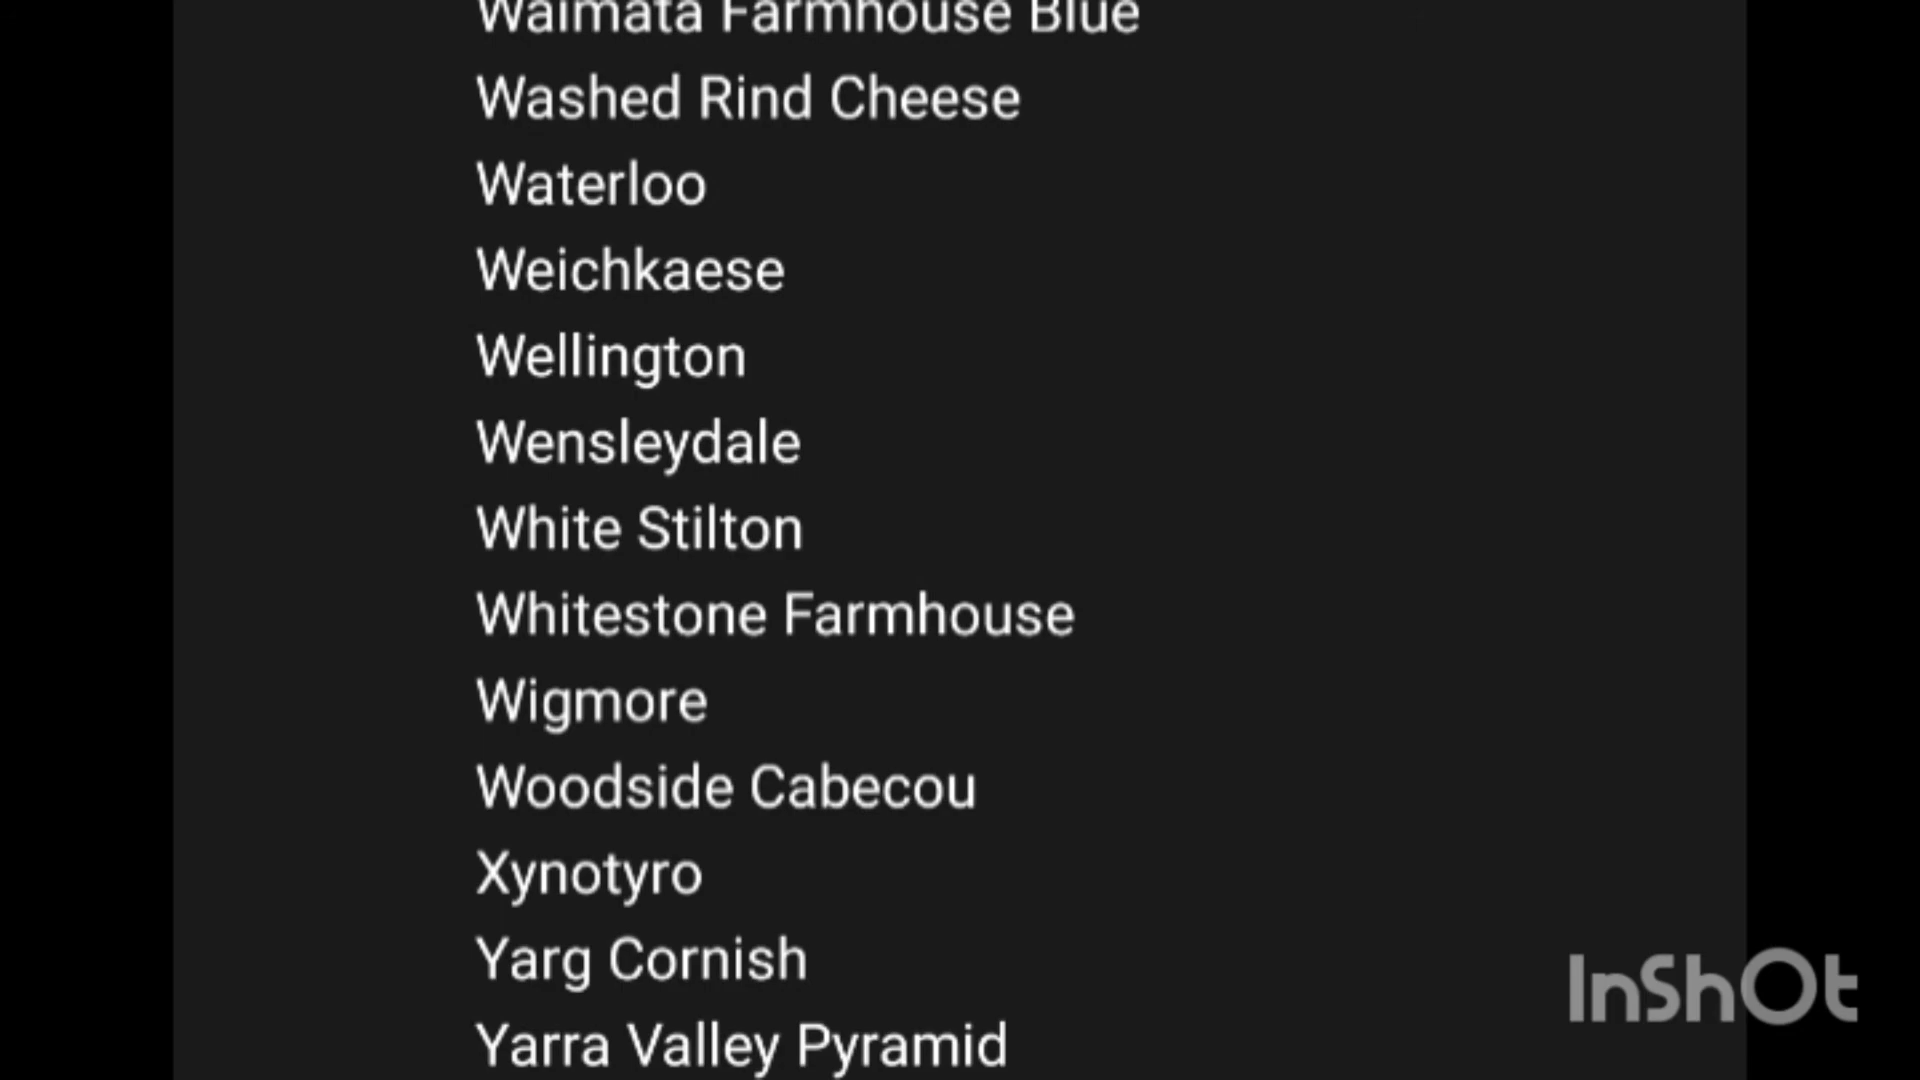 Waimata Farmhouse Blue
Washed Rind Cheese
Waterloo
Weichkaese
Wellington
Wensleydale
White Stilton
Whitestone Farmhouse
Wigmore
Woodside Cabecou
Xynotyro
Yarg Cornish
Yarra Valley Pyramid
InShOt